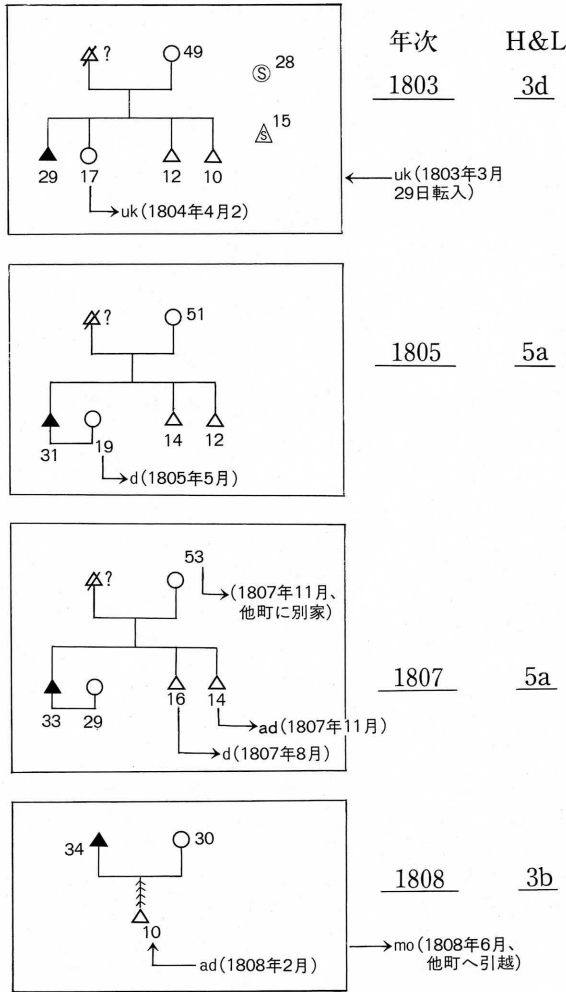 年次 H&L
? 49 Ⓢ 28
S 15
1803 3d
29 17 12 10
uk(1803年3月
29日転入)
uk(1804年4月2)
? 51
1805 5a
31 19 14 12
d(1805年5月)
? 53
(1807年11月、
他町に別家)
1807 5a
33 29 16 14
ad(1807年11月)
d(1807年8月)
34 30
1808 3b
10
ad(1808年2月)
mo(1808年6月、
他町へ引越)